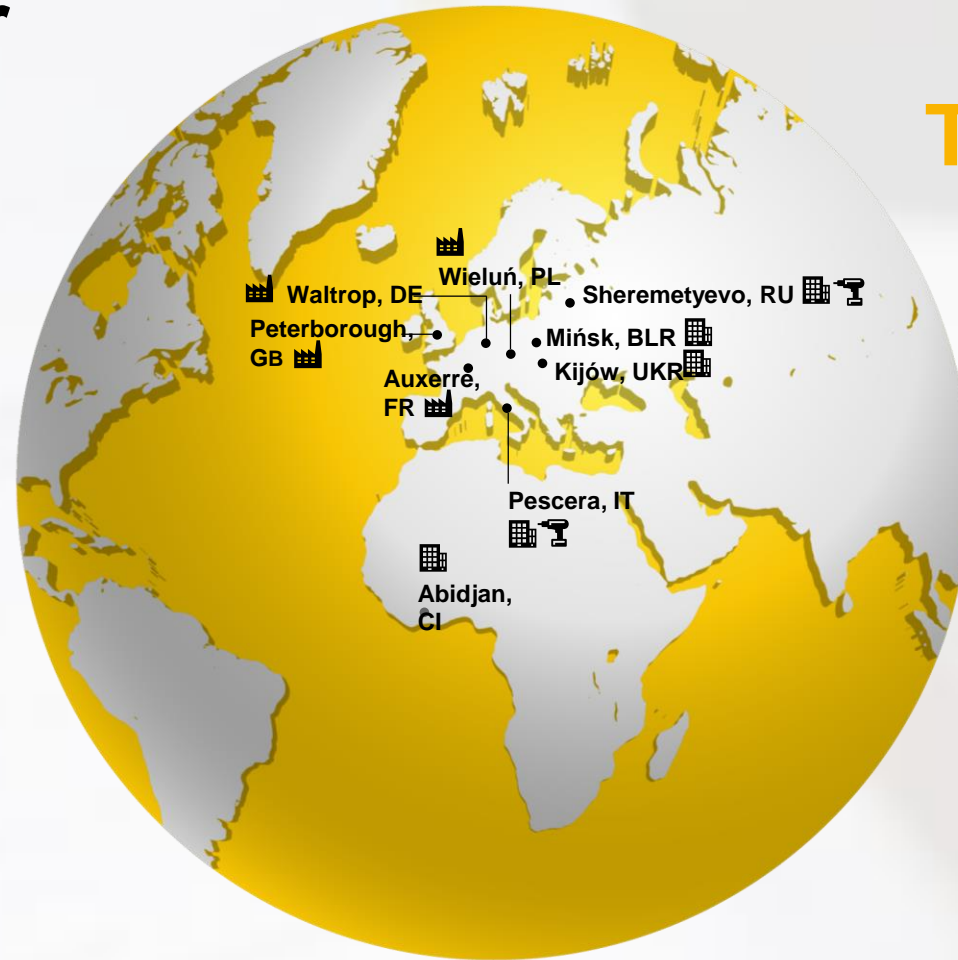 T
Wieluń, PL
Waltrop, DE
Sheremetyevo, RU
Peterborough,
GB
Mińsk, BLR
Kijów, UKR
Auxerre,
FR
Pescera, IT
Abidjan,
CI